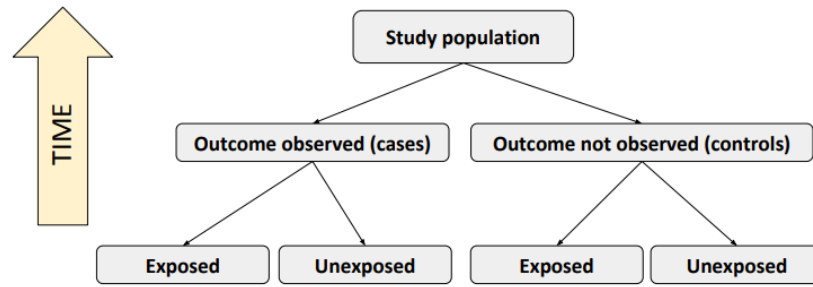 Study population
TIME
Outcome observed (cases)
Outcome not observed (controls)
Exposed
Unexposed
Exposed
Unexposed